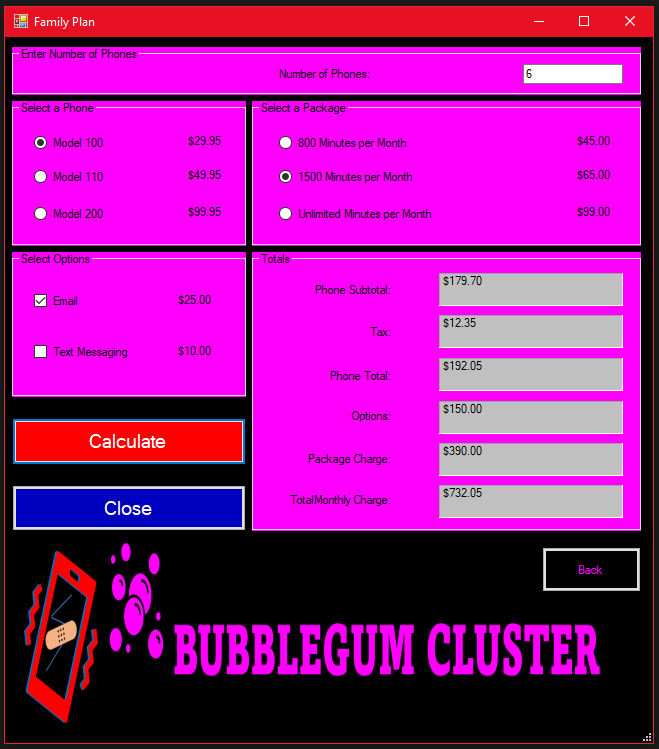 Family Plan
Enter Number of Phones
Number of Phones: 6
Select a Phone
Model 100 $29.95
Model 110 $49.95
Model 200 $99.95
Select a Package
800 Minutes per Month $45.00
1500 Minutes per Month $65.00
Unlimited Minutes per Month $99.00
Select Options
Email $25.00
Text Messaging $10.00
Totals
Phone Subtotal: $179.70
Tax: $12.35
Phone Total: $192.05
Options: $150.00
Package Charge: $390.00
TotalMonthly Charge: $732.05
Calculate
Close
Back
BUBBLEGUM CLUSTER